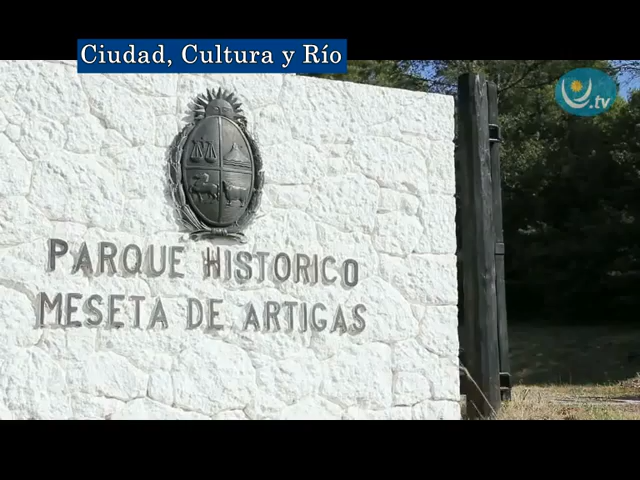 Ciudad, Cultura y Río
.tv
PARQUE HISTORICO
MESETA DE ARTIGAS